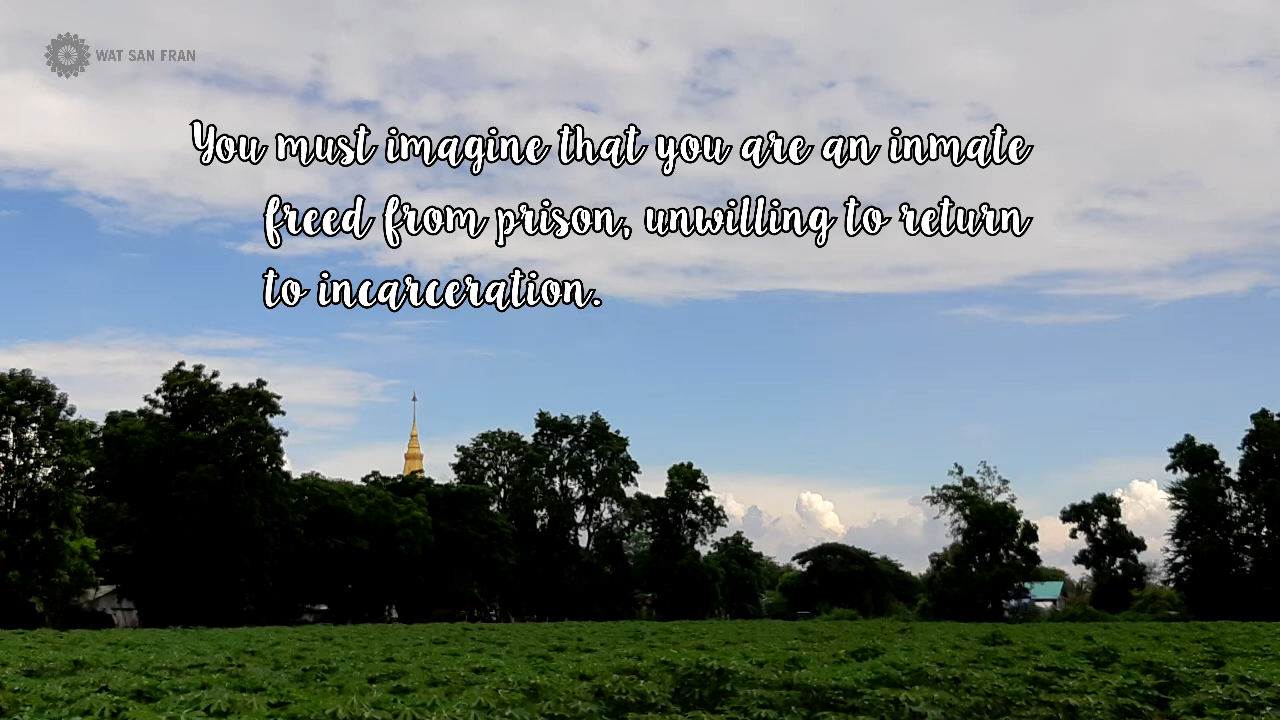 WAT SAN FRAN
You must imagine that you are an inmate
freed from prison, unwilling to return
to incarceration.